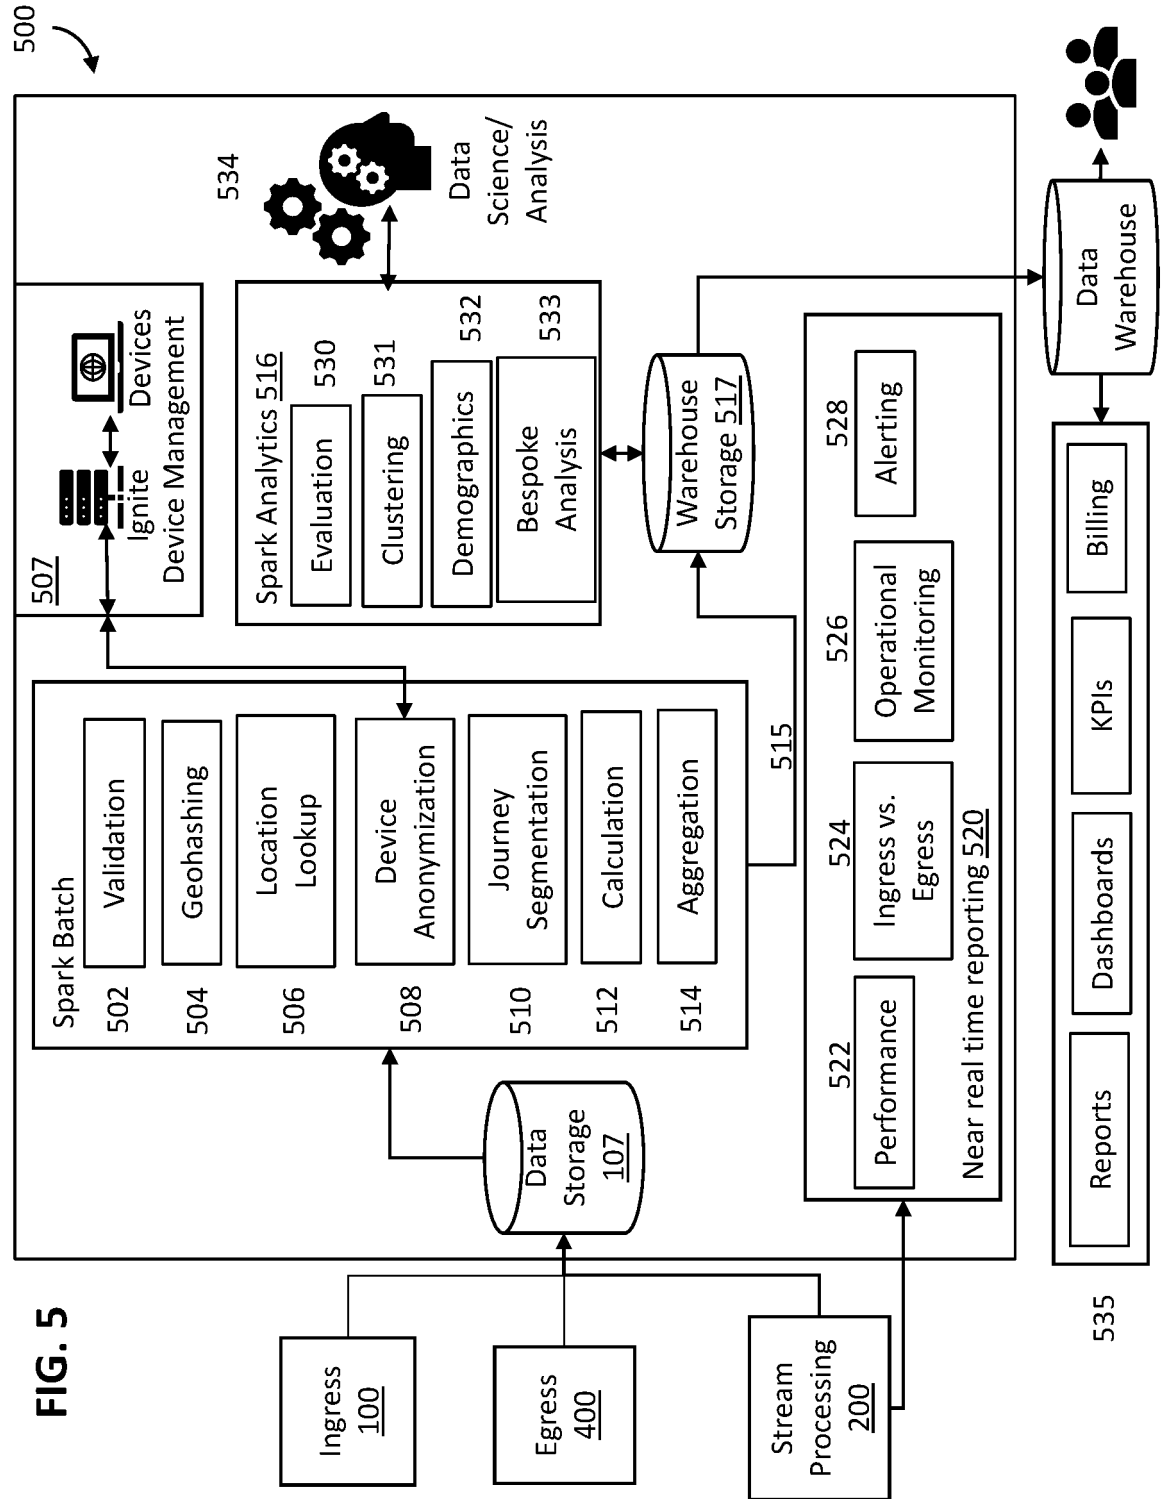 FIG. 5
500
Ingress
100
Egress
400
Stream
Processing
200
Data
Storage
107
Spark Batch
502
Validation
504
Geohashing
506
Location
Lookup
508
Device
Anonymization
510
Journey
Segmentation
512
Calculation
514
Aggregation
515
507
Ignite
Devices
Device Management
Spark Analytics 516
Evaluation
530
Clustering
531
Demographics
532
Bespoke
Analysis
533
534
Data
Science/
Analysis
Warehouse
Storage 517
522
Performance
524
Ingress vs.
Egress
526
Operational
Monitoring
528
Alerting
Near real time reporting 520
Data
Warehouse
535
Reports
Dashboards
KPIs
Billing